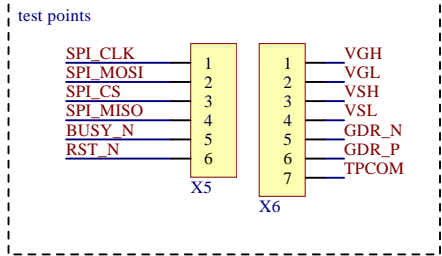 test points
SPI_CLK 1
SPI_MOSI 2
SPI_CS 3
SPI_MISO 4
BUSY_N 5
RST_N 6
X5
1 VGH
2 VGL
3 VSH
4 VSL
5 GDR_N
6 GDR_P
7 TPCOM
X6